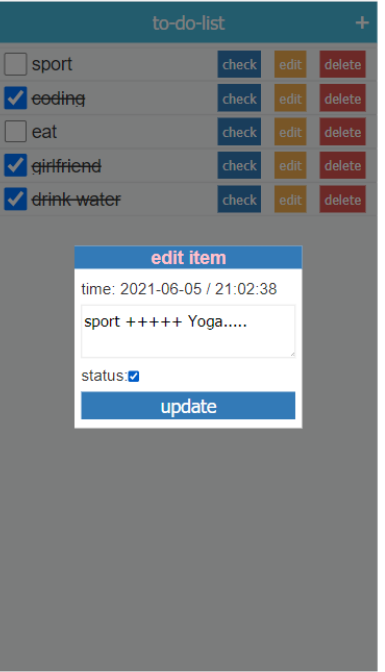 to-do-list +
sport check edit delete
coding check edit delete
eat check edit delete
girlfriend check edit delete
drink water check edit delete
edit item
time: 2021-06-05 / 21:02:38
sport +++++ Yoga.....
status:
update